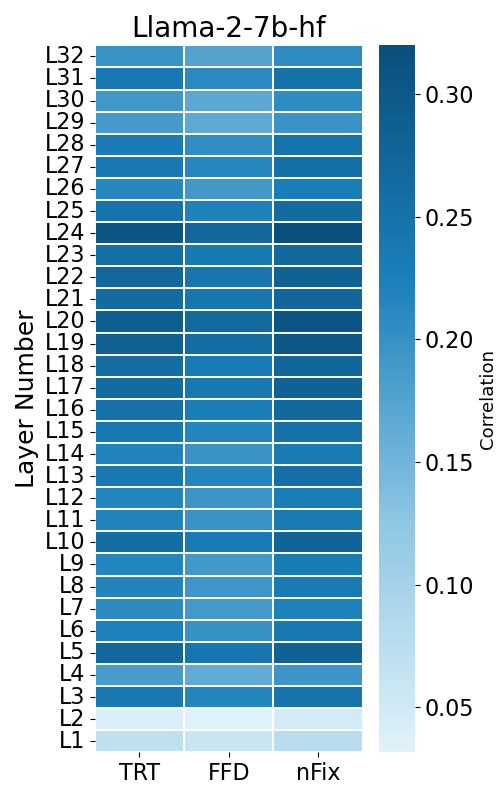 Llama-2-7b-hf
L32
L31
L30
L29
L28
L27
L26
L25
L24
L23
L22
L21
L20
L19
L18
L17
L16
L15
L14
L13
L12
L11
L10
L9
L8
L7
L6
L5
L4
L3
L2
L1
Layer Number
TRT FFD nFix
0.30
0.25
0.20
0.15
0.10
0.05
Correlation